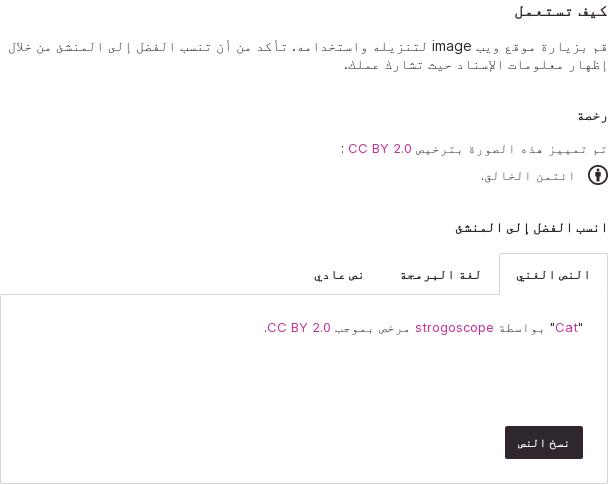 كيف تستعمل
قم بزيارة موقع ويب image لتنزيله واستخدامه. تأكد من أن تنسب الفضل إلى المنشئ من خلال
إظهار معلومات الإسناد حيث تشارك عملك.
رخصة
تم تمييز هذه الصورة بترخيص CC BY 2.0 :
ائتمن الخالق.
انسب الفضل إلى المنشئ
النص الغني
لغة البرمجة
نص عادي
"Cat" بواسطة strogoscope مرخص بموجب CC BY 2.0.
نسخ النص